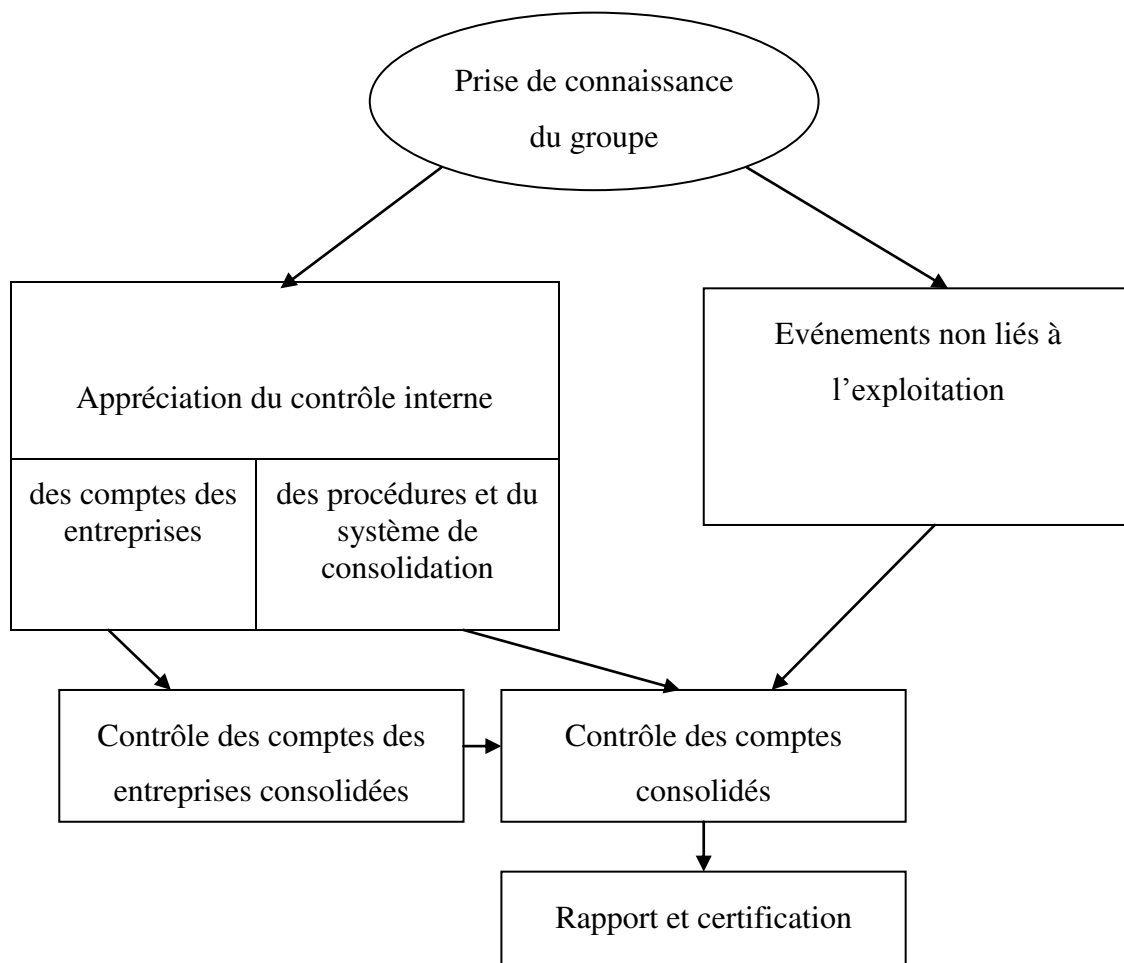 Prise de connaissance
du groupe
Appréciation du contrôle interne
des comptes des
entreprises
des procédures et du
système de
consolidation
Evénements non liés à
l’exploitation
Contrôle des comptes des
entreprises consolidées
Contrôle des comptes
consolidés
Rapport et certification